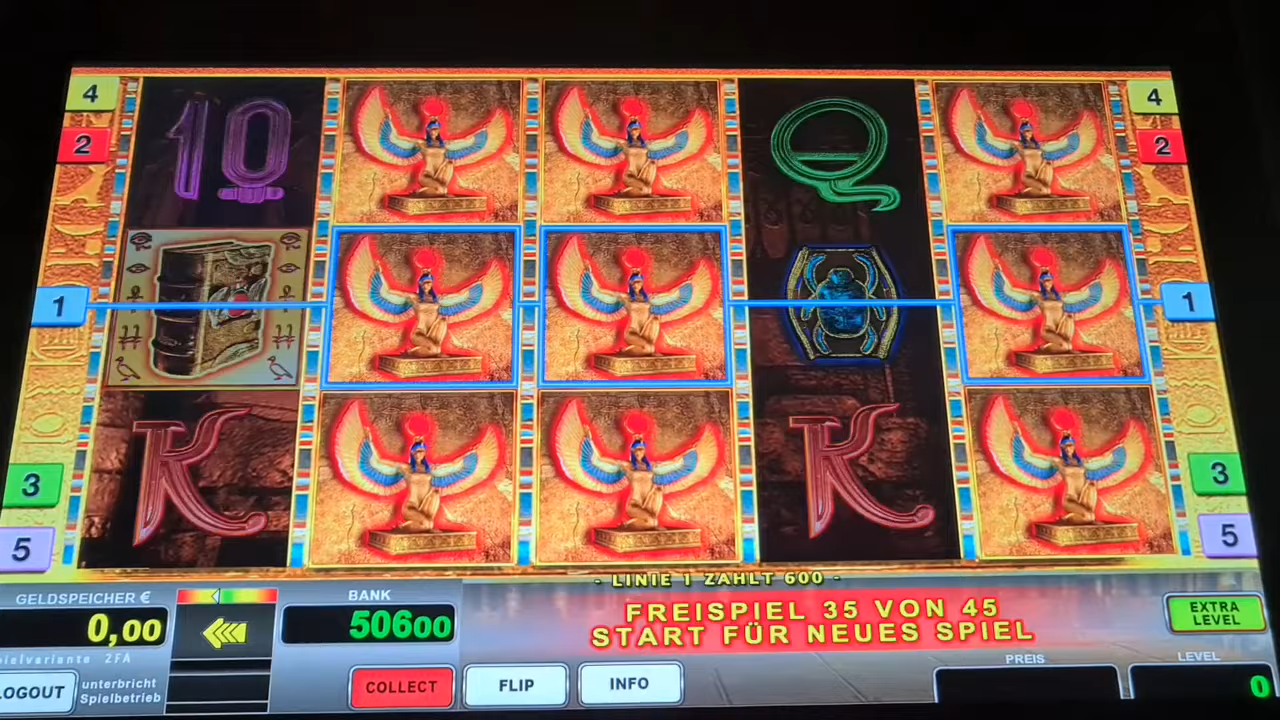 4
4
2
2
10
Q
1
1
K
K
3
3
5
5
- LINIE 1 ZAHLT 600 -
GELDSPEICHER €
0,00
BANK
50600
FREISPIEL 35 VON 45
START FÜR NEUES SPIEL
EXTRA
LEVEL
2FA
LOGOUT
unterbricht
Spielbetrieb
COLLECT
FLIP
INFO
PREIS
LEVEL
0